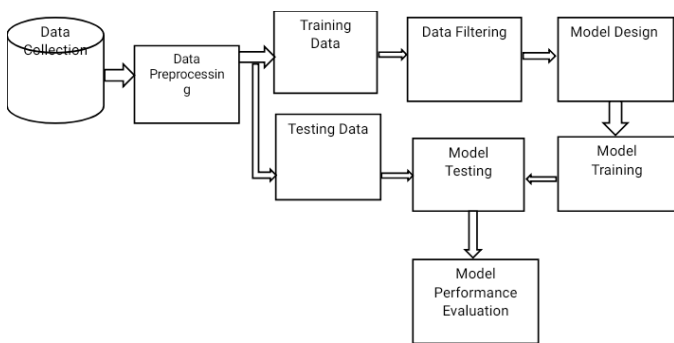 Data
Collection
Data
Preprocessin
g
Training
Data
Data Filtering
Model Design
Testing Data
Model
Testing
Model
Training
Model
Performance
Evaluation